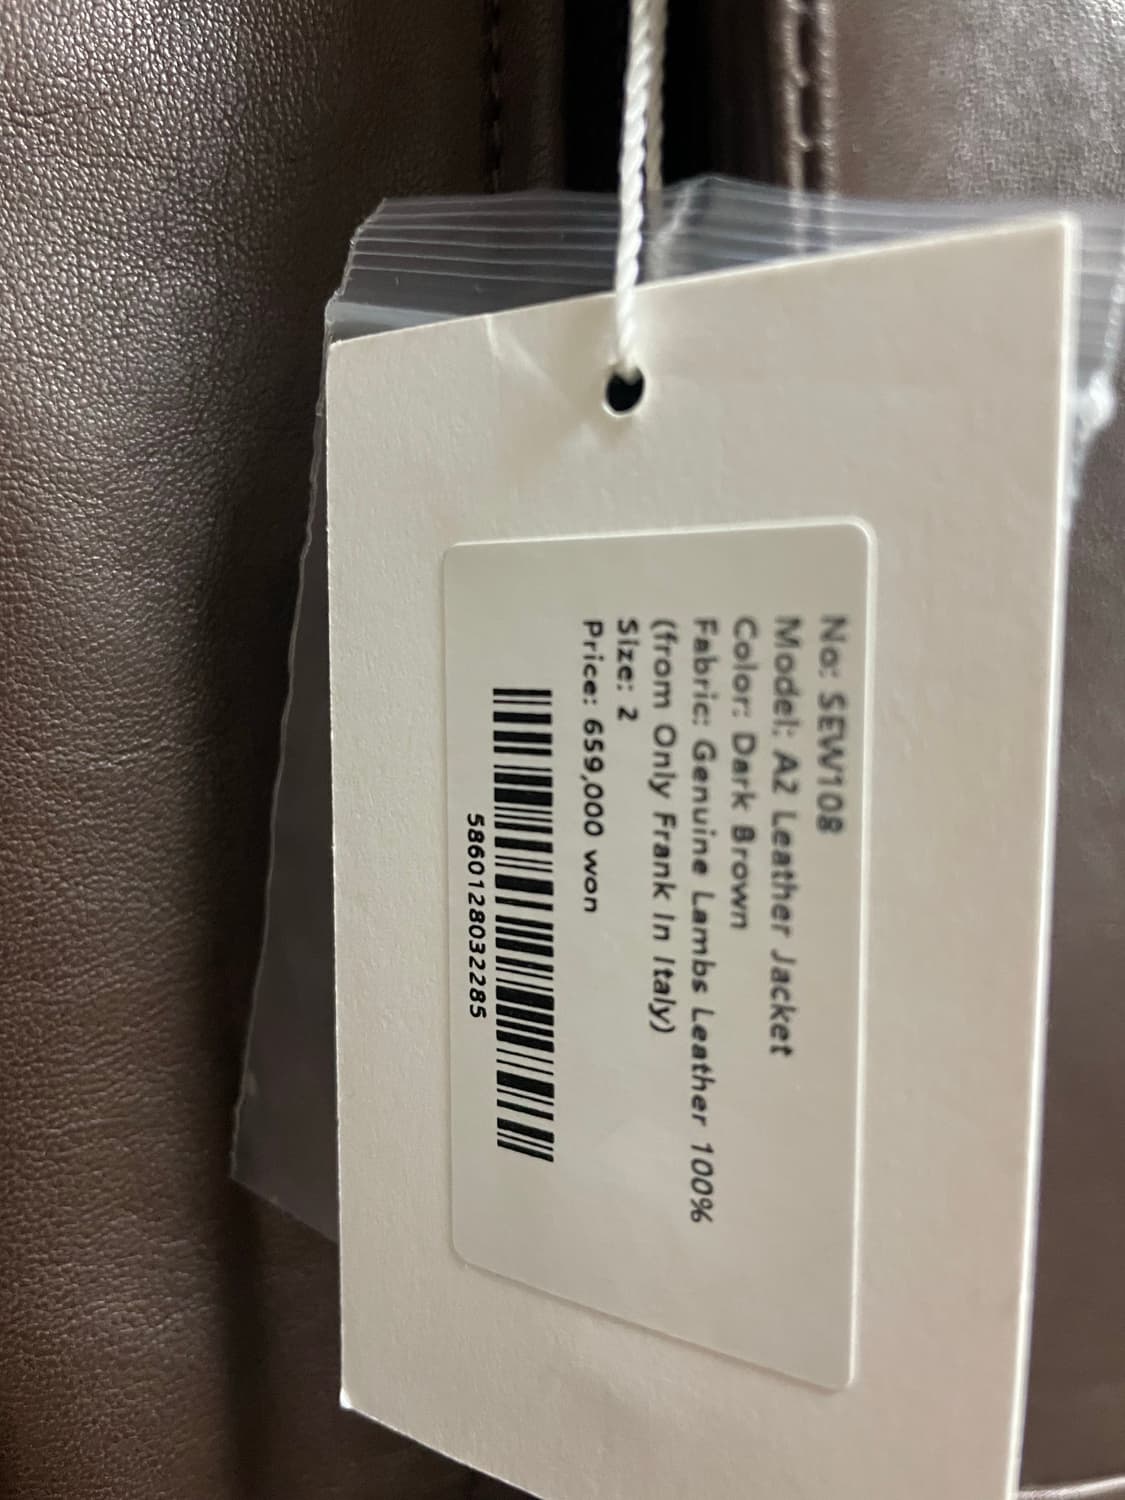 No: SEW108
Model: A2 Leather Jacket
Color: Dark Brown
Fabric: Genuine Lambs Leather 100%
(from Only Frank In Italy)
Size: 2
Price: 659,000 won
5860128032285